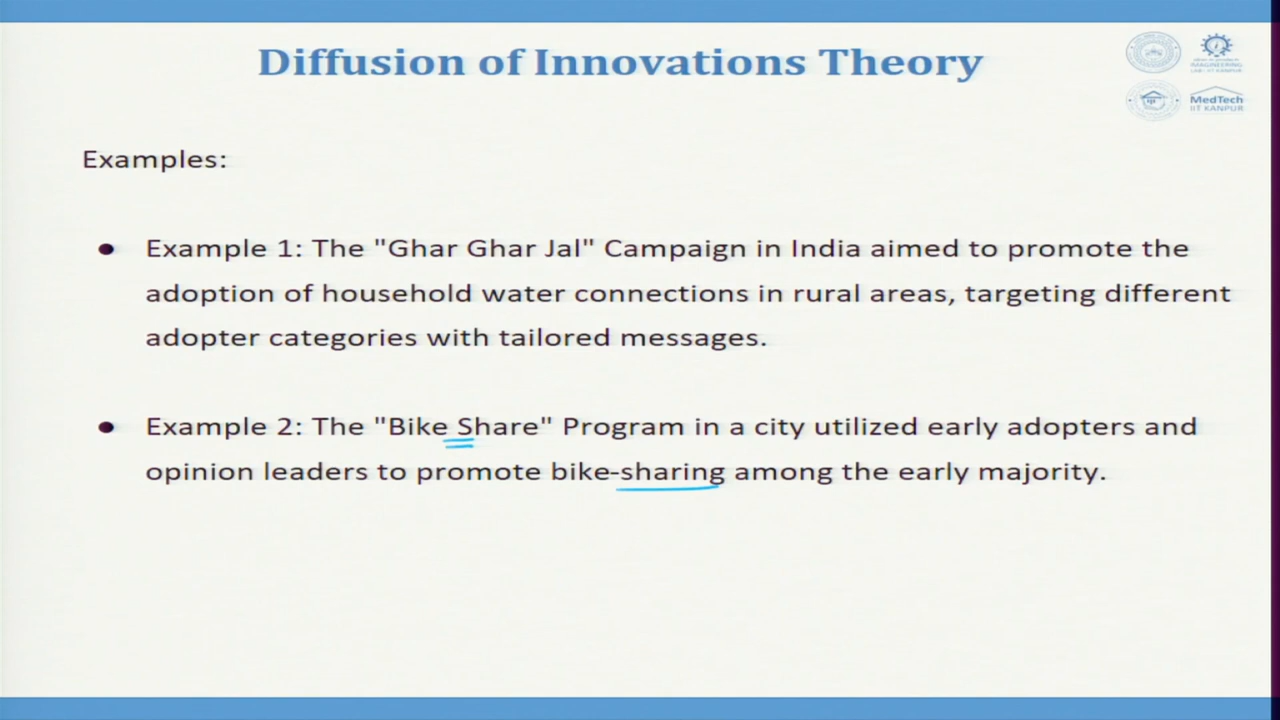 Diffusion of Innovations Theory
MedTech
IIT KANPUR
Examples:
● Example 1: The "Ghar Ghar Jal" Campaign in India aimed to promote the
adoption of household water connections in rural areas, targeting different
adopter categories with tailored messages.
● Example 2: The "Bike Share" Program in a city utilized early adopters and
opinion leaders to promote bike-sharing among the early majority.